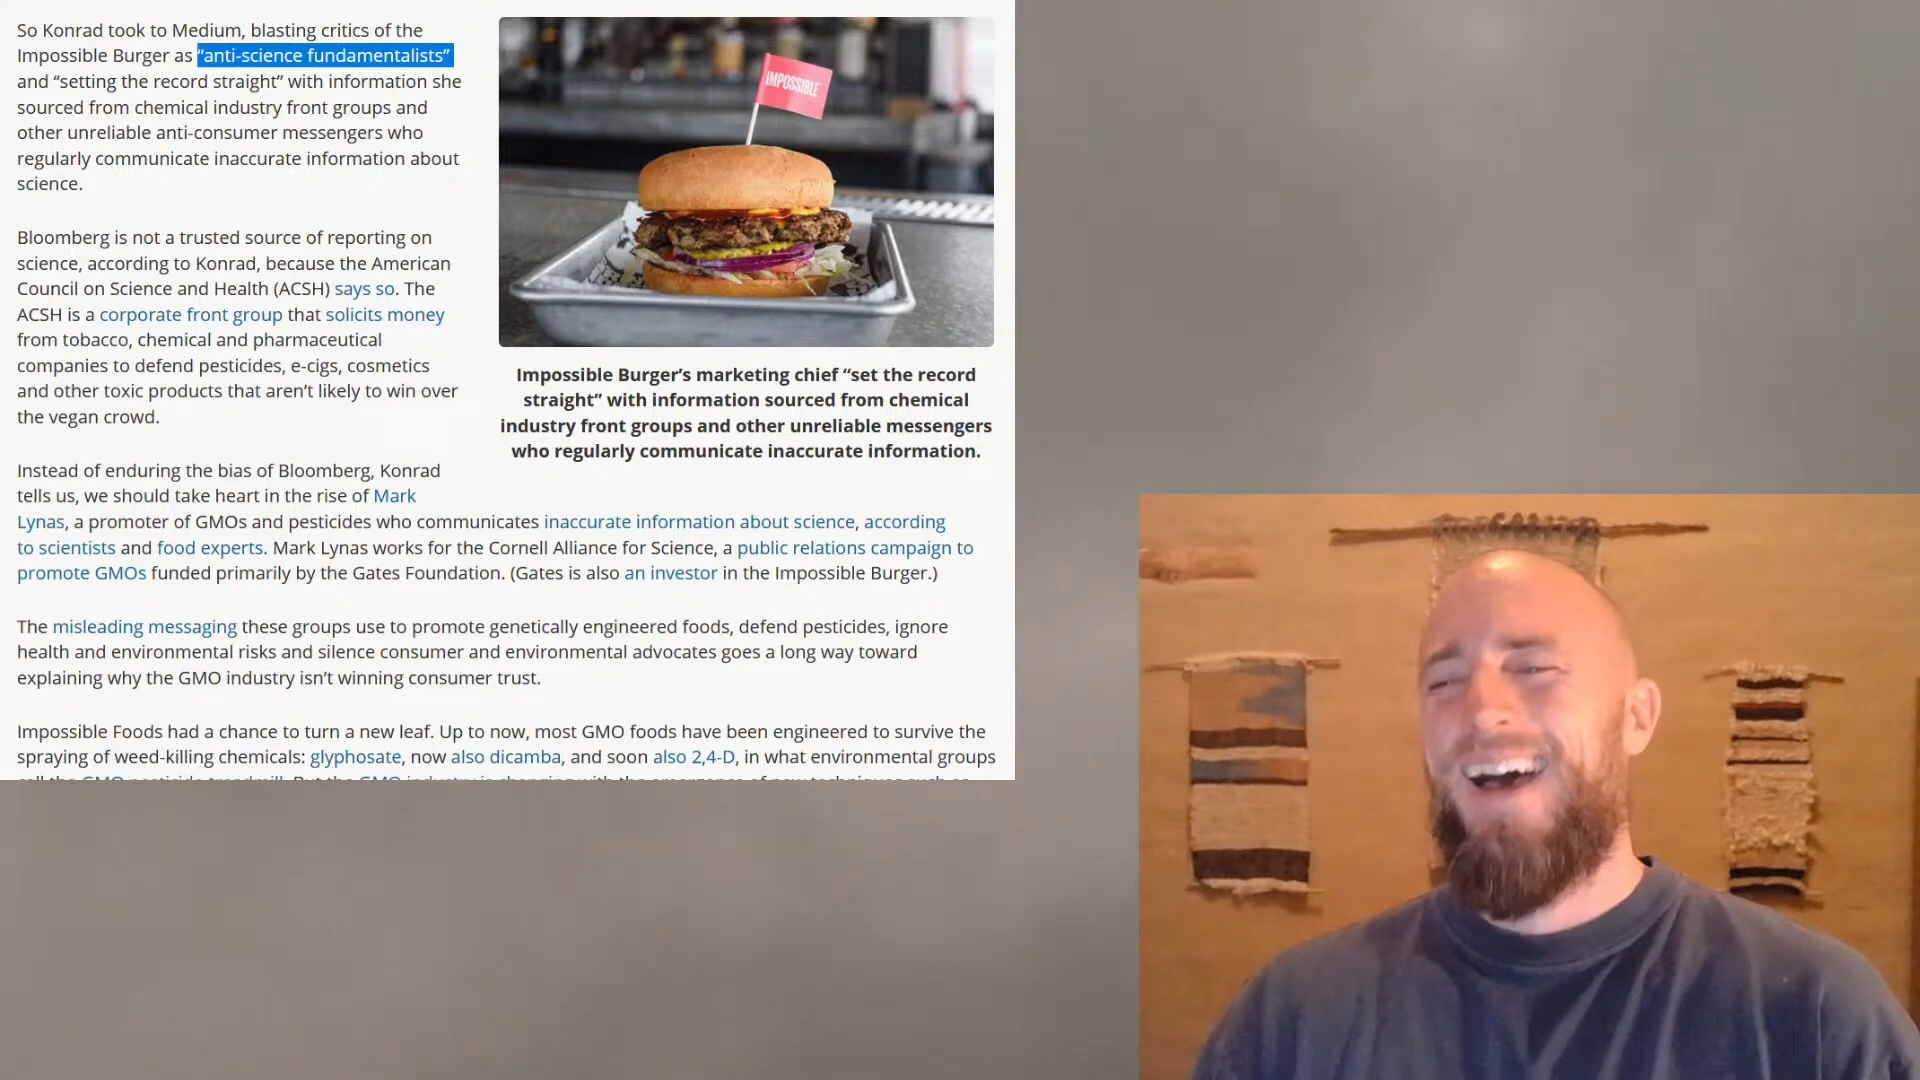 So Konrad took to Medium, blasting critics of the
Impossible Burger as “anti-science fundamentalists”
and “setting the record straight” with information she
sourced from chemical industry front groups and
other unreliable anti-consumer messengers who
regularly communicate inaccurate information about
science.
Bloomberg is not a trusted source of reporting on
science, according to Konrad, because the American
Council on Science and Health (ACSH) says so. The
ACSH is a corporate front group that solicits money
from tobacco, chemical and pharmaceutical
companies to defend pesticides, e-cigs, cosmetics
and other toxic products that aren’t likely to win over
the vegan crowd.
IMPOSSIBLE
Impossible Burger’s marketing chief “set the record
straight” with information sourced from chemical
industry front groups and other unreliable messengers
who regularly communicate inaccurate information.
Instead of enduring the bias of Bloomberg, Konrad
tells us, we should take heart in the rise of Mark
Lynas, a promoter of GMOs and pesticides who communicates inaccurate information about science, according
to scientists and food experts. Mark Lynas works for the Cornell Alliance for Science, a public relations campaign to
promote GMOs funded primarily by the Gates Foundation. (Gates is also an investor in the Impossible Burger.)
The misleading messaging these groups use to promote genetically engineered foods, defend pesticides, ignore
health and environmental risks and silence consumer and environmental advocates goes a long way toward
explaining why the GMO industry isn’t winning consumer trust.
Impossible Foods had a chance to turn a new leaf. Up to now, most GMO foods have been engineered to survive the
spraying of weed-killing chemicals: glyphosate, now also dicamba, and soon also 2,4-D, in what environmental groups